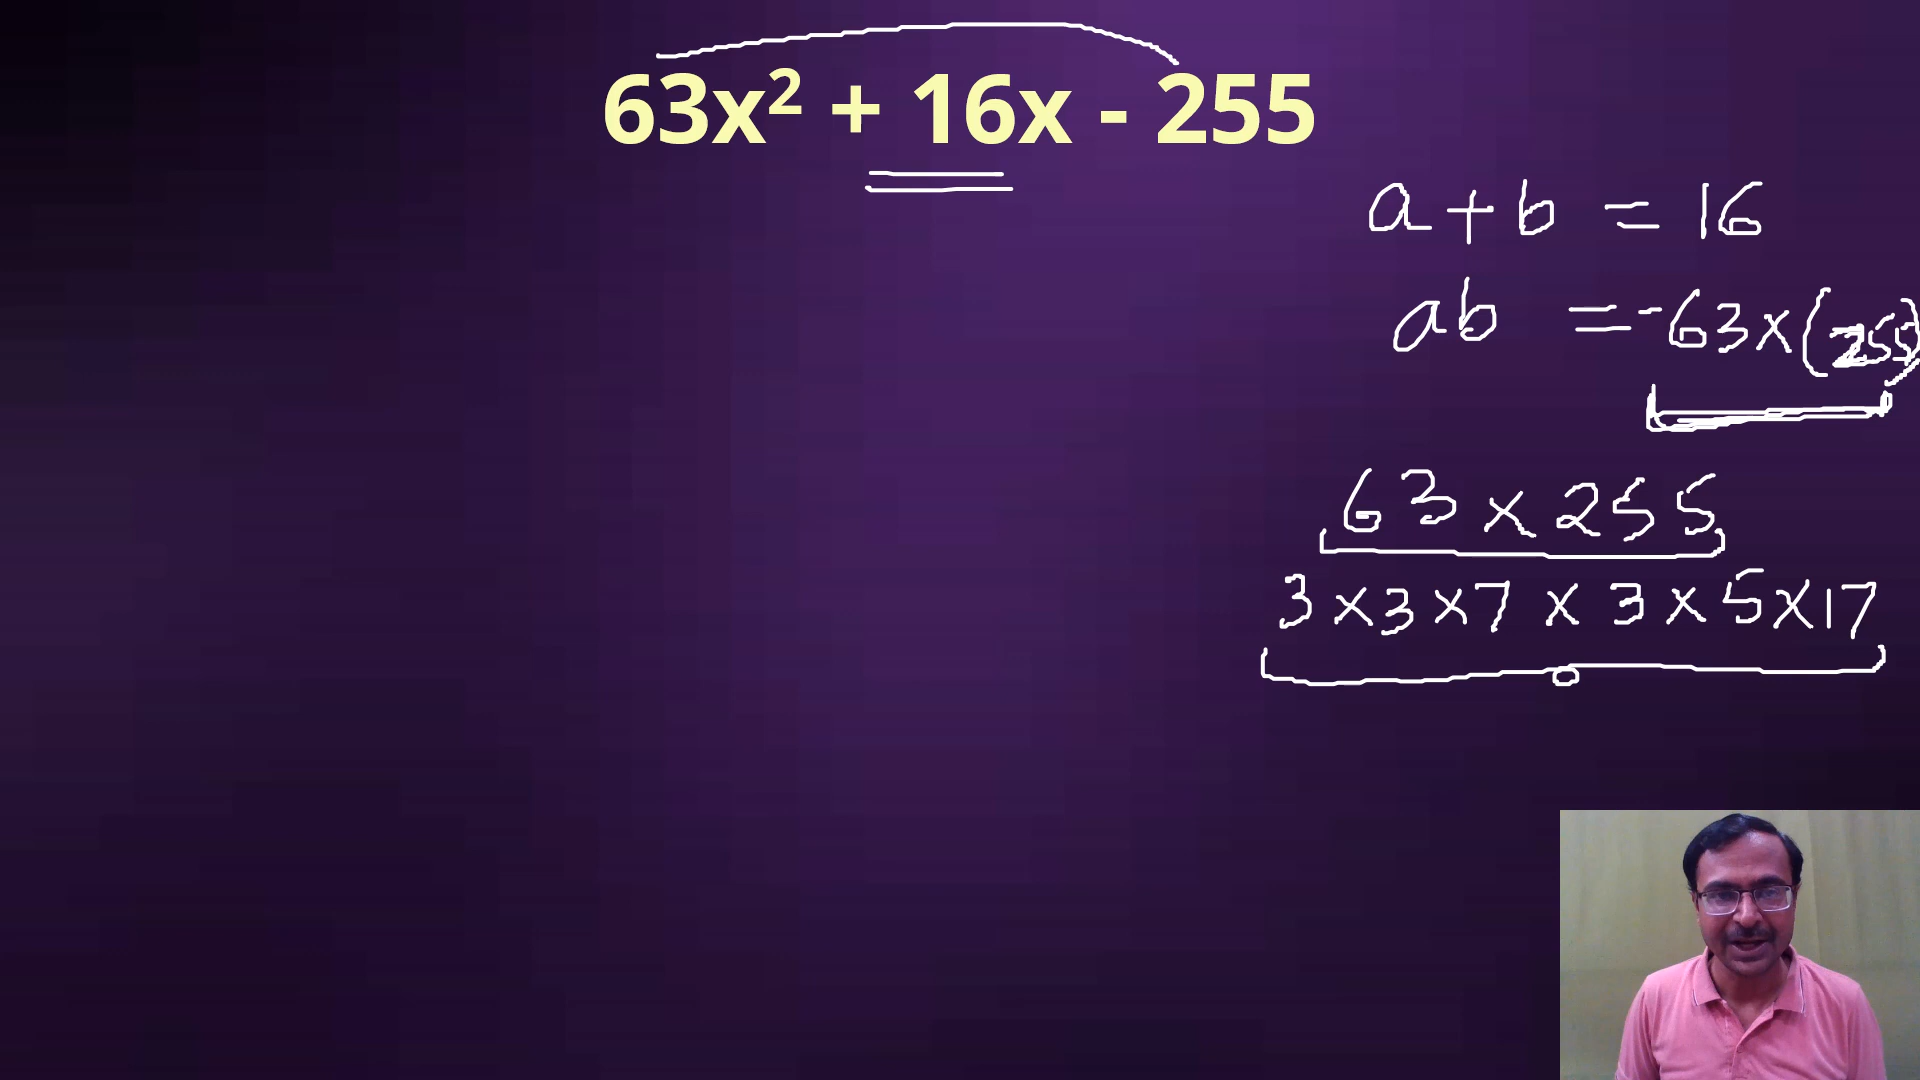 63x² + 16x - 255
a + b = 16
ab = -63 x (255)
63 x 255
3 x 3 x 7 x 3 x 5 x 17